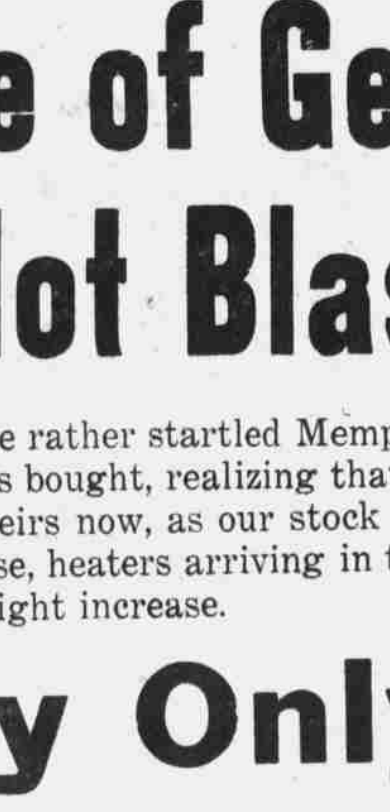 e of Ge
Hot Blas
e rather startled Memp
s bought, realizing tha
eirs now, as our stock
se, heaters arriving in t
ight increase.
y Only